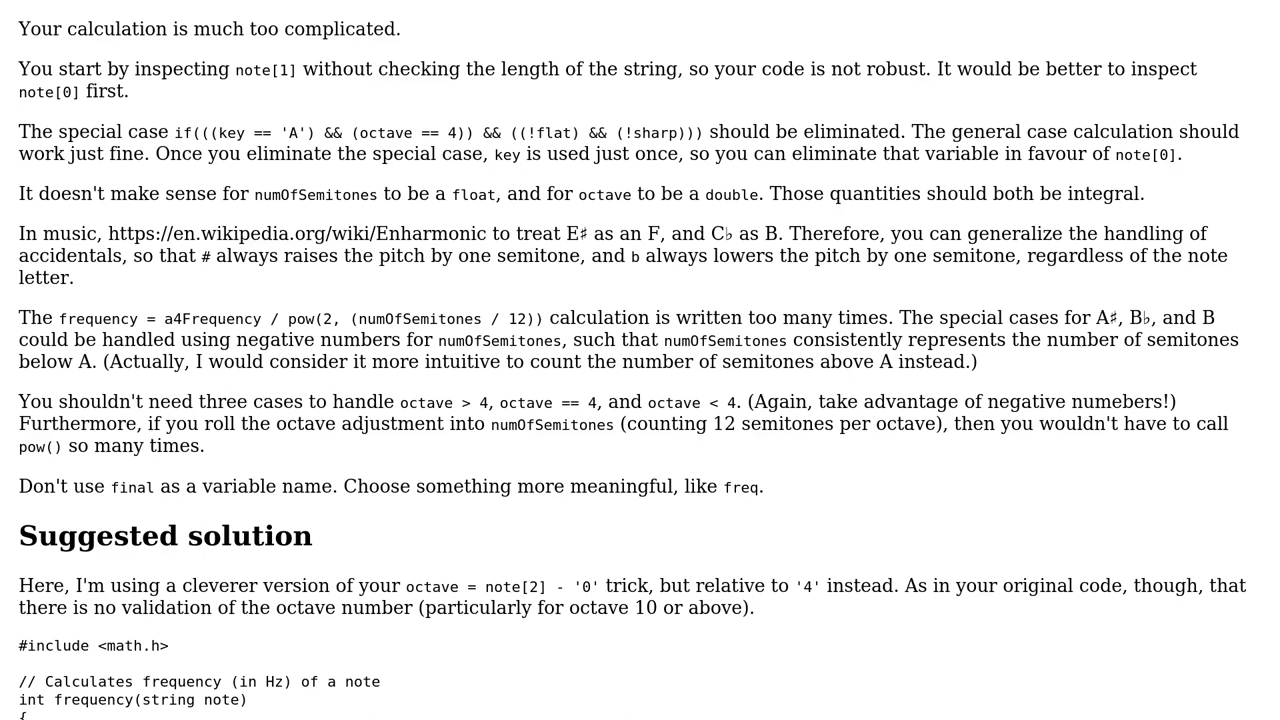 Your calculation is much too complicated.
You start by inspecting note[1] without checking the length of the string, so your code is not robust. It would be better to inspect
note[0] first.
The special case if(((key == 'A') && (octave == 4)) && ((!flat) && (!sharp))) should be eliminated. The general case calculation should
work just fine. Once you eliminate the special case, key is used just once, so you can eliminate that variable in favour of note[0].
It doesn't make sense for numOfSemitones to be a float, and for octave to be a double. Those quantities should both be integral.
In music, https://en.wikipedia.org/wiki/Enharmonic to treat E♯ as an F, and C♭ as B. Therefore, you can generalize the handling of
accidentals, so that # always raises the pitch by one semitone, and b always lowers the pitch by one semitone, regardless of the note
letter.
The frequency = a4Frequency / pow(2, (numOfSemitones / 12)) calculation is written too many times. The special cases for A♯, B♭, and B
could be handled using negative numbers for numOfSemitones, such that numOfSemitones consistently represents the number of semitones
below A. (Actually, I would consider it more intuitive to count the number of semitones above A instead.)
You shouldn't need three cases to handle octave > 4, octave == 4, and octave < 4. (Again, take advantage of negative numebers!)
Furthermore, if you roll the octave adjustment into numOfSemitones (counting 12 semitones per octave), then you wouldn't have to call
pow() so many times.
Don't use final as a variable name. Choose something more meaningful, like freq.
Suggested solution
Here, I'm using a cleverer version of your octave = note[2] - '0' trick, but relative to '4' instead. As in your original code, though, that
there is no validation of the octave number (particularly for octave 10 or above).
#include <math.h>
// Calculates frequency (in Hz) of a note
int frequency(string note)
{